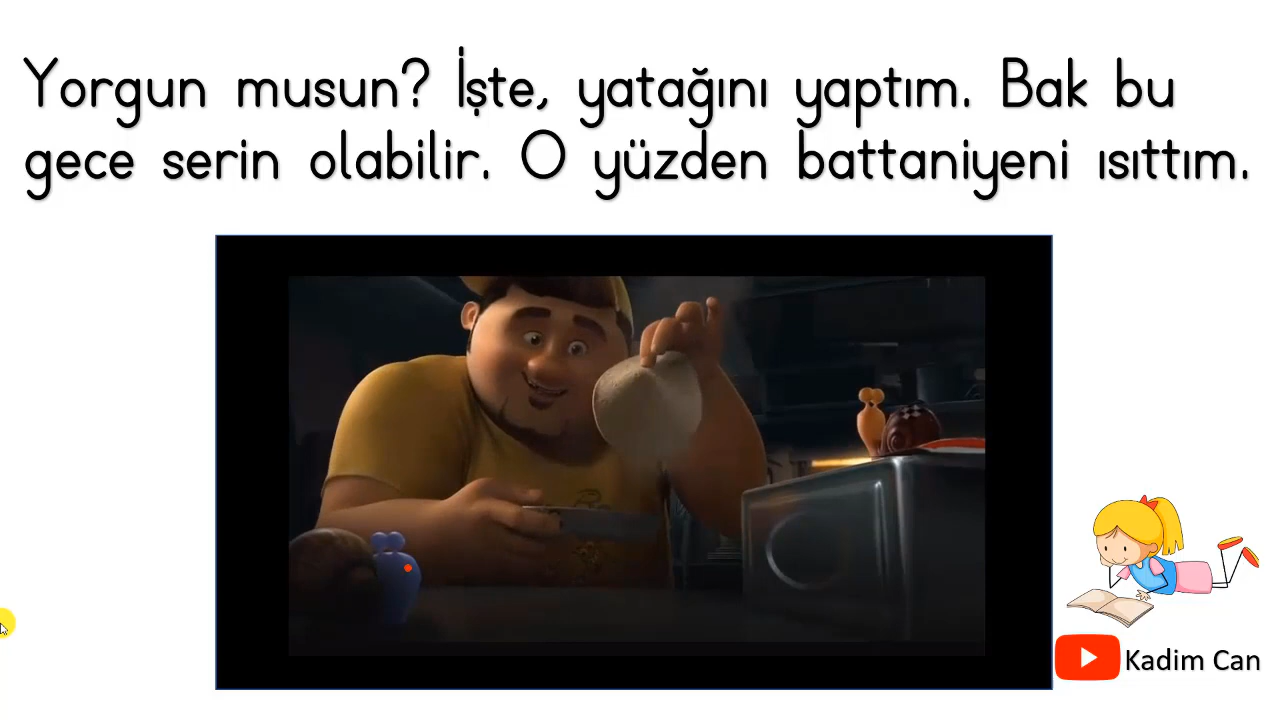 Yorgun musun? İşte, yatağını yaptım. Bak bu
gece serin olabilir. O yüzden battaniyeni ısıttım.
Kadim Can